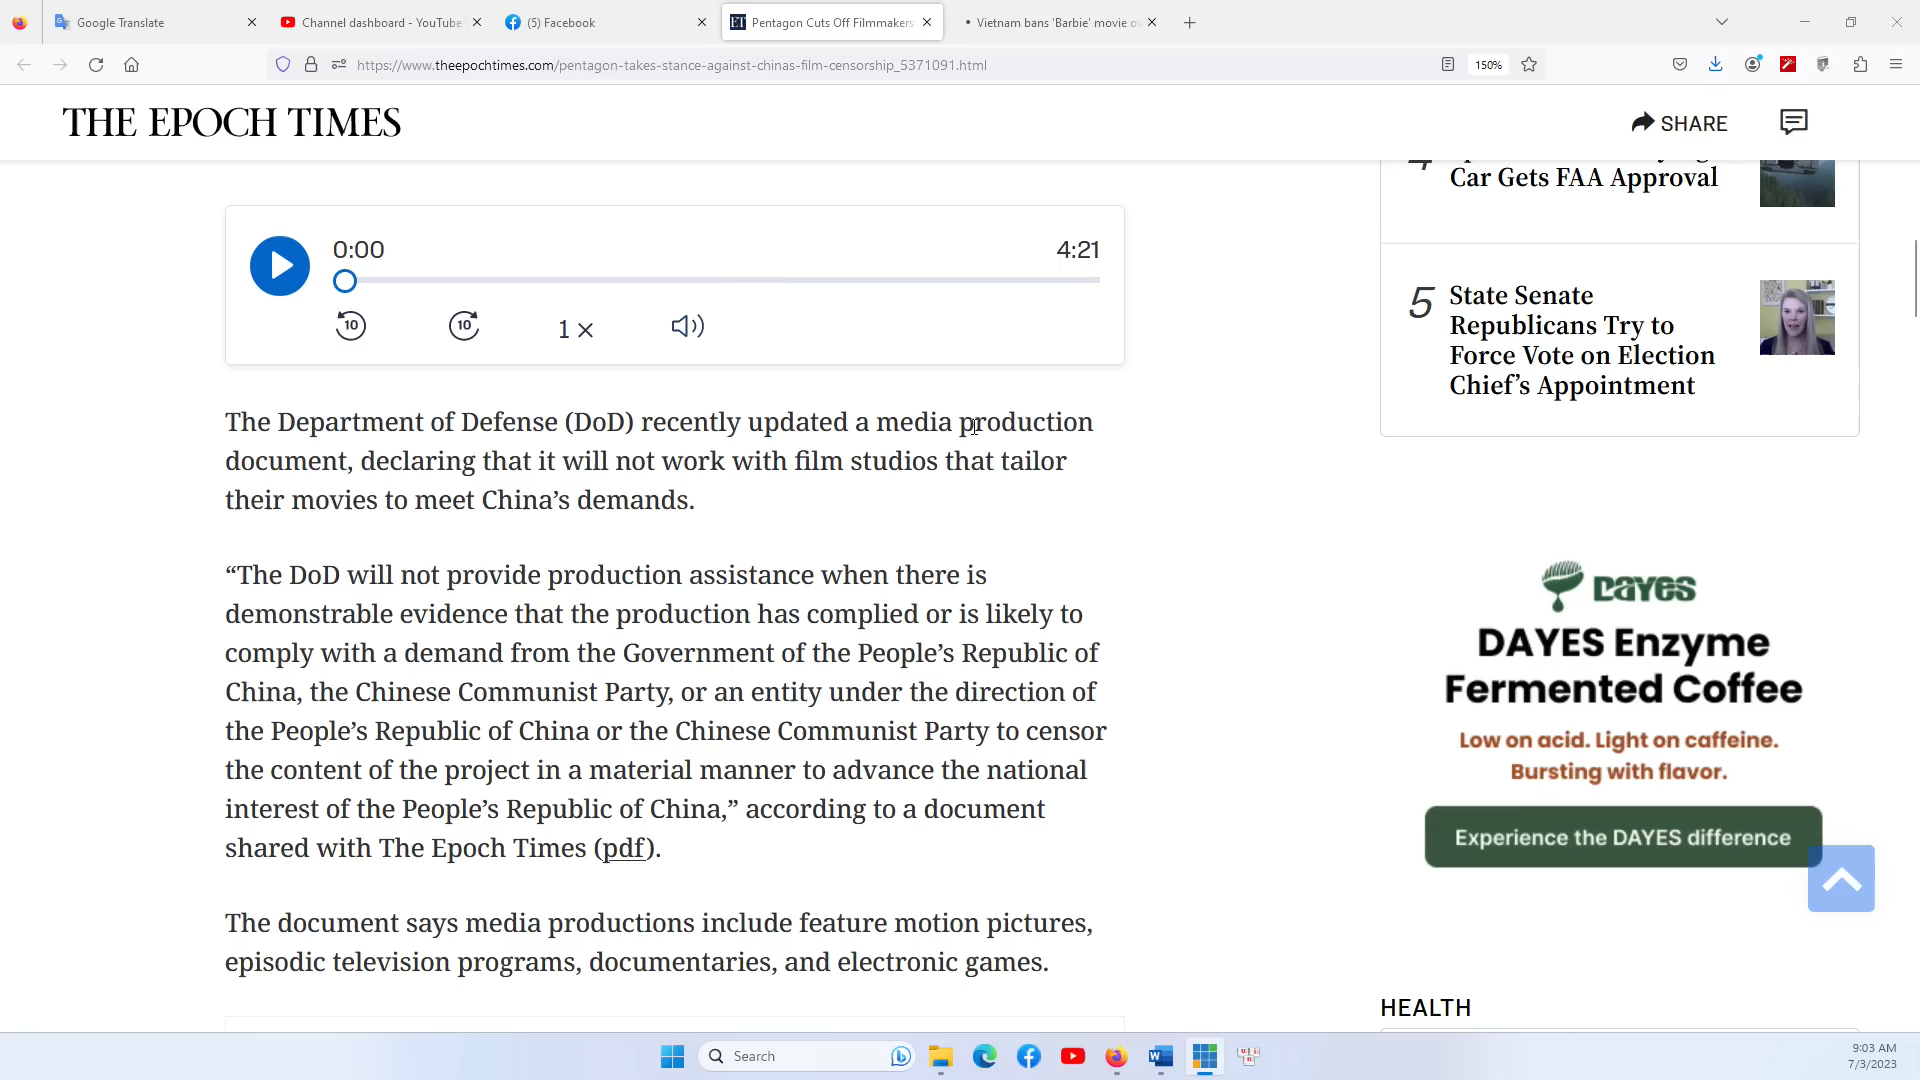 Google Translate
Channel dashboard - YouTube
(5) Facebook
Pentagon Cuts Off Filmmakers
Vietnam bans 'Barbie' movie o
https://www.theepochtimes.com/pentagon-takes-stance-against-chinas-film-censorship_5371091.html
150%
THE EPOCH TIMES
SHARE
4
Car Gets FAA Approval
0:00
4:21
10
10
1 ×
5
State Senate
Republicans Try to
Force Vote on Election
Chief’s Appointment
The Department of Defense (DoD) recently updated a media production
document, declaring that it will not work with film studios that tailor
their movies to meet China’s demands.
“The DoD will not provide production assistance when there is
demonstrable evidence that the production has complied or is likely to
comply with a demand from the Government of the People’s Republic of
China, the Chinese Communist Party, or an entity under the direction of
the People’s Republic of China or the Chinese Communist Party to censor
the content of the project in a material manner to advance the national
interest of the People’s Republic of China,” according to a document
shared with The Epoch Times (pdf).
The document says media productions include feature motion pictures,
episodic television programs, documentaries, and electronic games.
DAYES
DAYES Enzyme
Fermented Coffee
Low on acid. Light on caffeine.
Bursting with flavor.
Experience the DAYES difference
HEALTH
Search
9:03 AM
7/3/2023